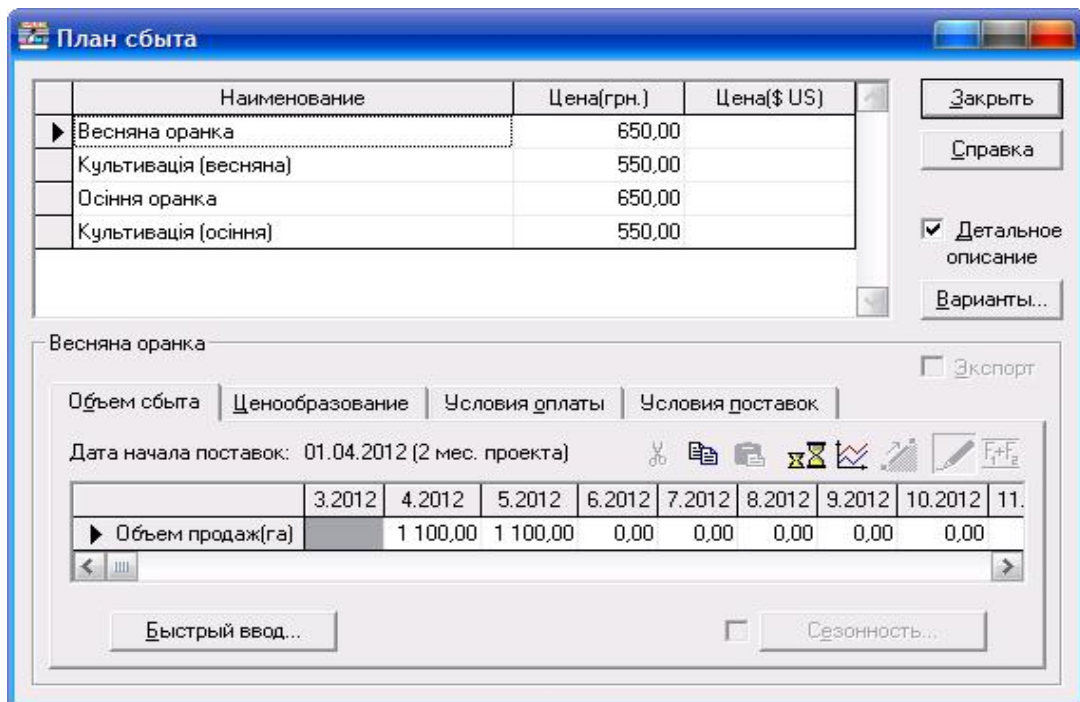 План сбыта
Наименование Цена(грн.) Цена($ US)
Весняна оранка 650,00
Культивація (весняна) 550,00
Осіння оранка 650,00
Культивація (осіння) 550,00
Закрыть
Справка
Детальное
описание
Варианты...
Весняна оранка
Экспорт
Объем сбыта Ценообразование Условия оплаты Условия поставок
Дата начала поставок: 01.04.2012 (2 мес. проекта)
F1+F2
3.2012 4.2012 5.2012 6.2012 7.2012 8.2012 9.2012 10.2012 11.
Объем продаж(га) 1 100,00 1 100,00 0,00 0,00 0,00 0,00 0,00
Быстрый ввод... Сезонность...